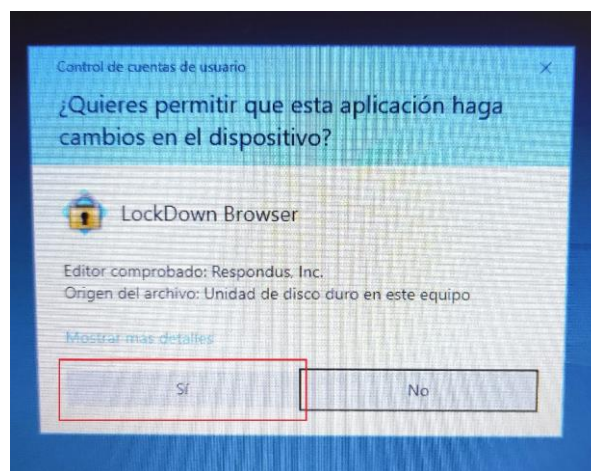 Control de cuentas de usuario
¿Quieres permitir que esta aplicación haga
cambios en el dispositivo?
LockDown Browser
Editor comprobado: Respondus, Inc.
Origen del archivo: Unidad de disco duro en este equipo
Mostrar más detalles
Sí No